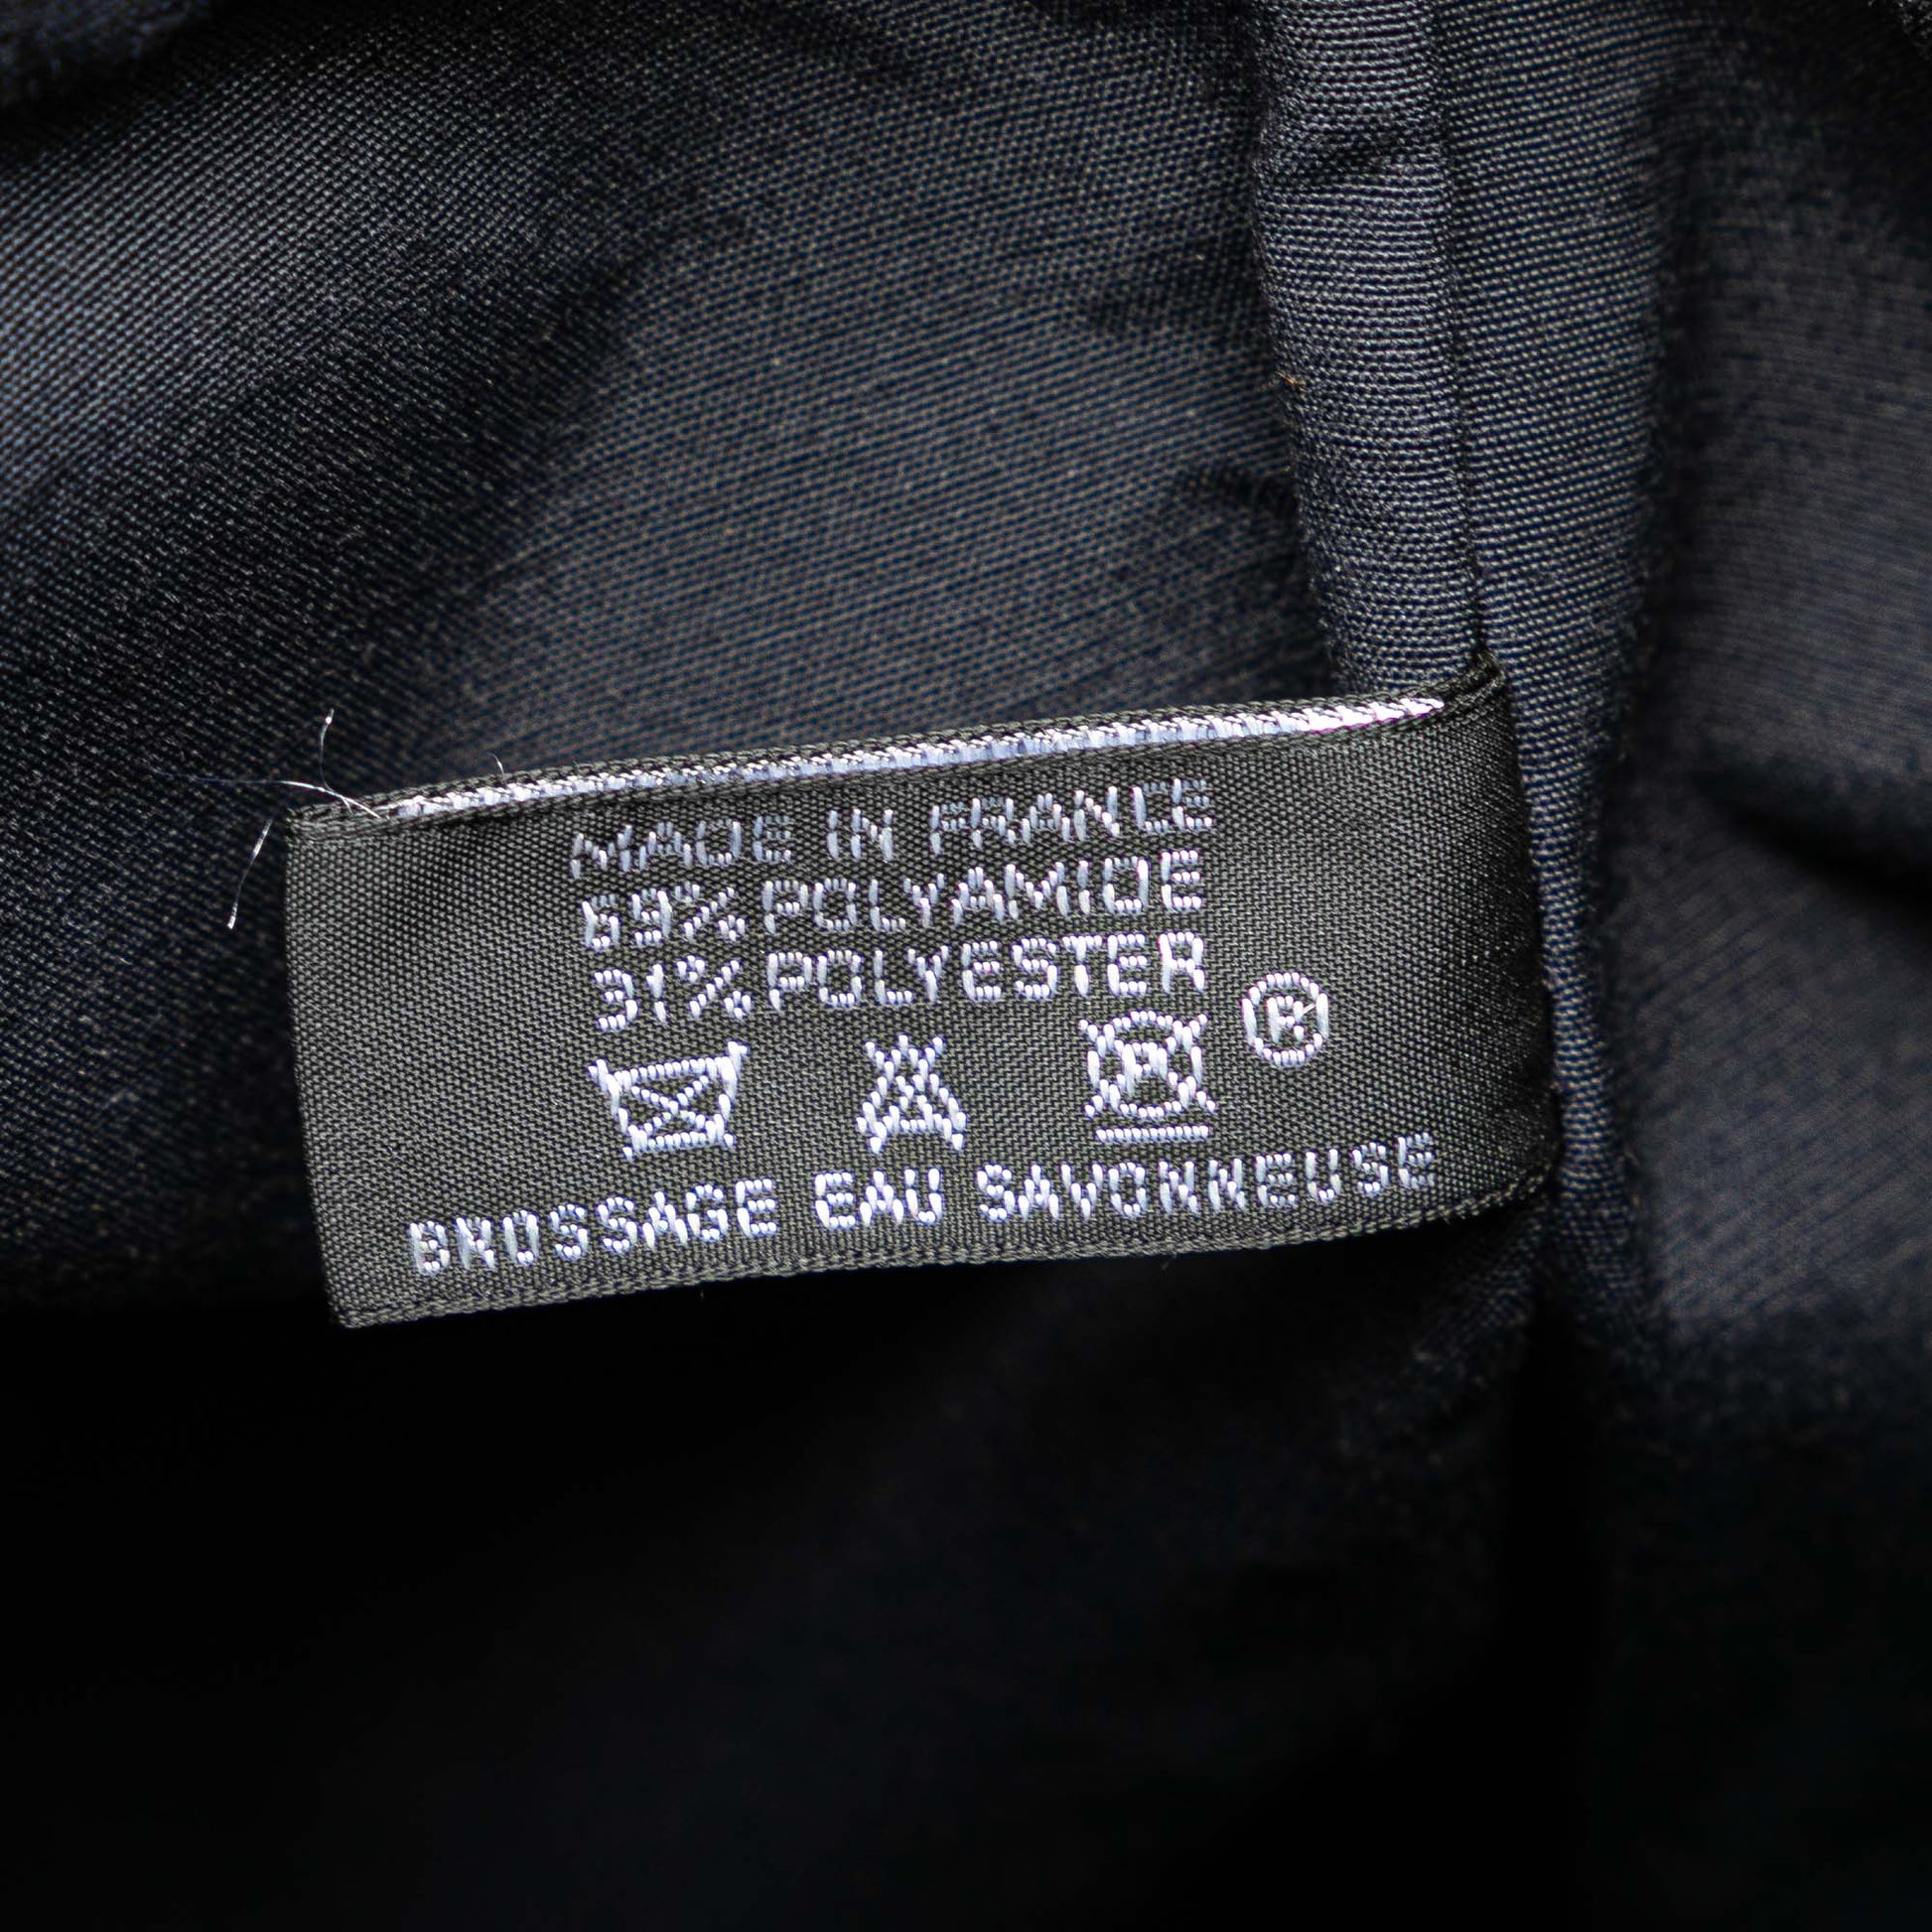 MADE IN FRANCE
69% POLYAMIDE
31% POLYESTER
®
BROSSAGE EAU SAVONNEUSE